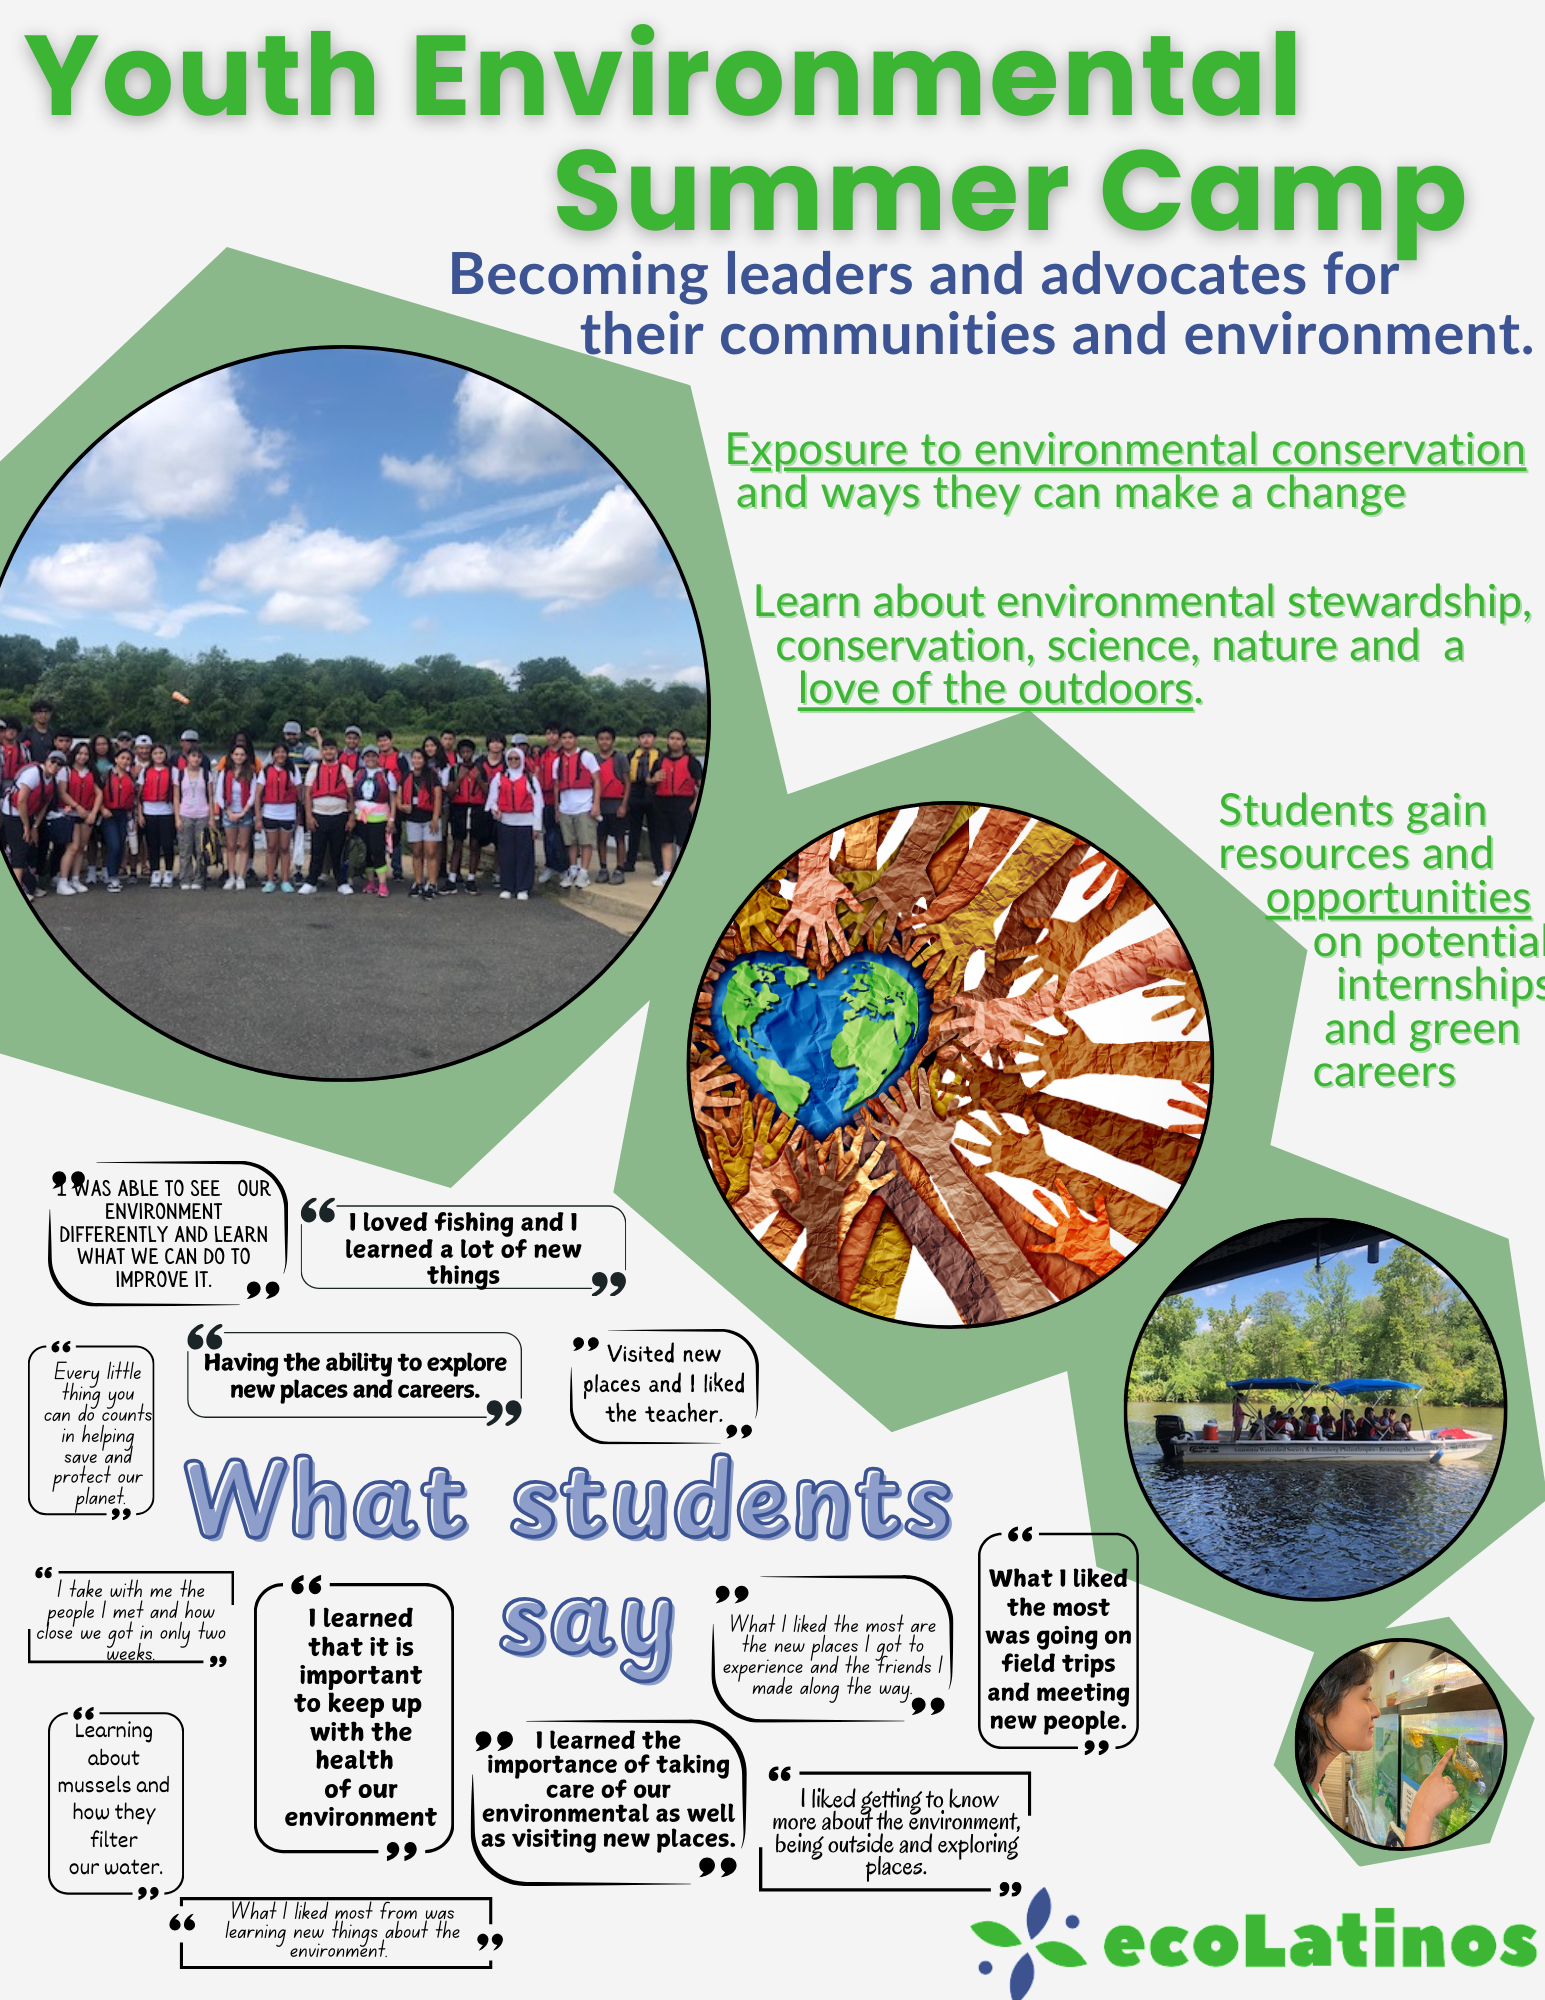 Youth Environmental
Summer Camp
Becoming leaders and advocates for
their communities and environment.
Exposure to environmental conservation
and ways they can make a change
Learn about environmental stewardship,
conservation, science, nature and a
love of the outdoors.
Students gain
resources and
opportunities
on potential
internships
and green
careers
I WAS ABLE TO SEE OUR
ENVIRONMENT
DIFFERENTLY AND LEARN
WHAT WE CAN DO TO
IMPROVE IT.
I loved fishing and I
learned a lot of new
things
Having the ability to explore
new places and careers.
Visited new
places and I liked
the teacher.
Every little
thing you
can do counts
in helping
save and
protect our
planet.
What students
say
I take with me the
people I met and how
close we got in only two
weeks.
I learned
that it is
important
to keep up
with the
health
of our
environment
What I liked the most are
the new places I got to
experience and the friends I
made along the way.
What I liked
the most
was going on
field trips
and meeting
new people.
Learning
about
mussels and
how they
filter
our water.
I learned the
importance of taking
care of our
environmental as well
as visiting new places.
I liked getting to know
more about the environment,
being outside and exploring
places.
What I liked most from was
learning new things about the
environment.
ecoLatinos